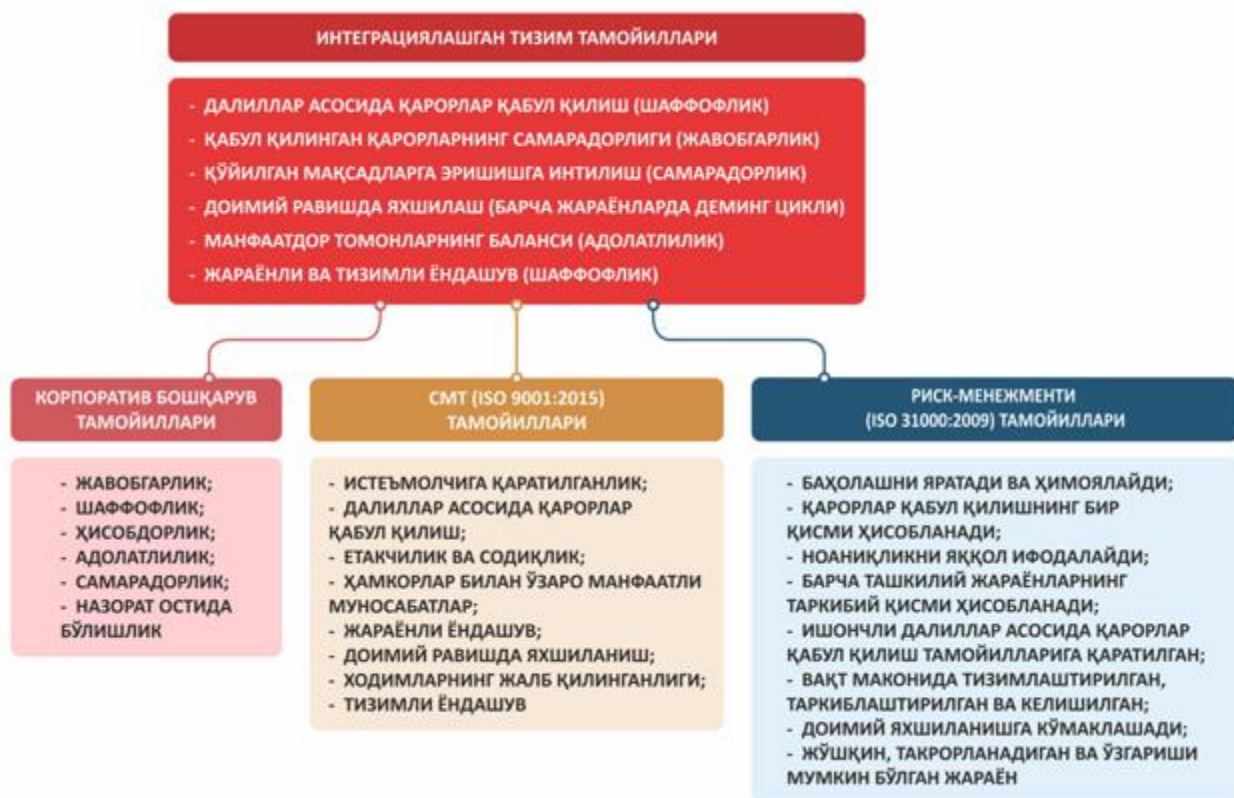 ИНТЕГРАЦИЯЛАШГАН ТИЗИМ ТАМОЙИЛЛАРИ
- ДАЛИЛЛАР АСОСИДА ҚАРОРЛАР ҚАБУЛ ҚИЛИШ (ШАФФОФЛИК)
- ҚАБУЛ ҚИЛИНГАН ҚАРОРЛАРНИНГ САМАРАДОРЛИГИ (ЖАВОБГАРЛИК)
- ҚЎЙИЛГАН МАҚСАДЛАРГА ЭРИШИШГА ИНТИЛИШ (САМАРАДОРЛИК)
- ДОИМИЙ РАВИШДА ЯХШИЛАШ (БАРЧА ЖАРАЁНЛАРДА ДЕМИНГ ЦИКЛИ)
- МАНФААТДОР ТОМОНЛАРНИНГ БАЛАНСИ (АДОЛАТЛИЛИК)
- ЖАРАЁНЛИ ВА ТИЗИМЛИ ЁНДАШУВ (ШАФФОФЛИК)
КОРПОРАТИВ БОШҚАРУВ
ТАМОЙИЛЛАРИ
- ЖАВОБГАРЛИК;
- ШАФФОФЛИК;
- ҲИСОБДОРЛИК;
- АДОЛАТЛИЛИК;
- САМАРАДОРЛИК;
- НАЗОРАТ ОСТИДА
БЎЛИШЛИК
СМТ (ISO 9001:2015)
ТАМОЙИЛЛАРИ
- ИСТЕЪМОЛЧИГА ҚАРАТИЛГАНЛИК;
- ДАЛИЛЛАР АСОСИДА ҚАРОРЛАР
ҚАБУЛ ҚИЛИШ;
- ЕТАКЧИЛИК ВА СОДИҚЛИК;
- ҲАМКОРЛАР БИЛАН ЎЗАРО МАНФААТЛИ
МУНОСАБАТЛАР;
- ЖАРАЁНЛИ ЁНДАШУВ;
- ДОИМИЙ РАВИШДА ЯХШИЛАНИШ;
- ХОДИМЛАРНИНГ ЖАЛБ ҚИЛИНГАНЛИГИ;
- ТИЗИМЛИ ЁНДАШУВ
РИСК-МЕНЕЖМЕНТИ
(ISO 31000:2009) ТАМОЙИЛЛАРИ
- БАҲОЛАШНИ ЯРАТАДИ ВА ҲИМОЯЛАЙДИ;
- ҚАРОРЛАР ҚАБУЛ ҚИЛИШНИНГ БИР
ҚИСМИ ҲИСОБЛАНАДИ;
- НОАНИҚЛИКНИ ЯҚҚОЛ ИФОДАЛАЙДИ;
- БАРЧА ТАШКИЛИЙ ЖАРАЁНЛАРНИНГ
ТАРКИБИЙ ҚИСМИ ҲИСОБЛАНАДИ;
- ИШОНЧЛИ ДАЛИЛЛАР АСОСИДА ҚАРОРЛАР
ҚАБУЛ ҚИЛИШ ТАМОЙИЛЛАРИГА ҚАРАТИЛГАН;
- ВАҚТ МАКОНИДА ТИЗИМЛАШТИРИЛГАН,
ТАРКИБЛАШТИРИЛГАН ВА КЕЛИШИЛГАН;
- ДОИМИЙ ЯХШИЛАНИШГА КЎМАКЛАШАДИ;
- ЖЎШҚИН, ТАКРОРЛАНАДИГАН ВА ЎЗГАРИШИ
МУМКИН БЎЛГАН ЖАРАЁН